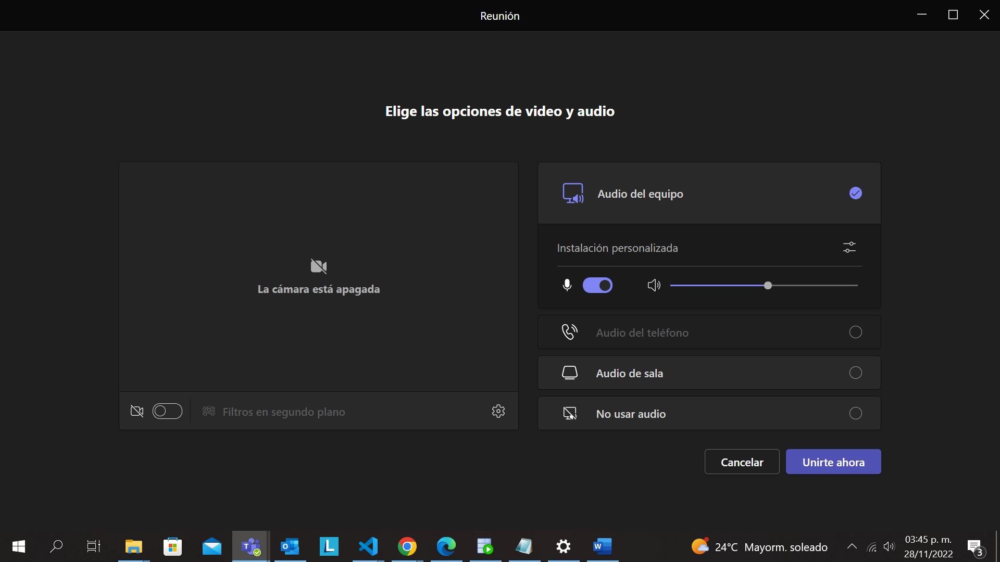 Reunión
Elige las opciones de video y audio
La cámara está apagada
Filtros en segundo plano
Audio del equipo
Instalación personalizada
Audio del teléfono
Audio de sala
No usar audio
Cancelar
Unirte ahora
T
O
L
W
24°C Mayorm. soleado
03:45 p. m.
28/11/2022
3